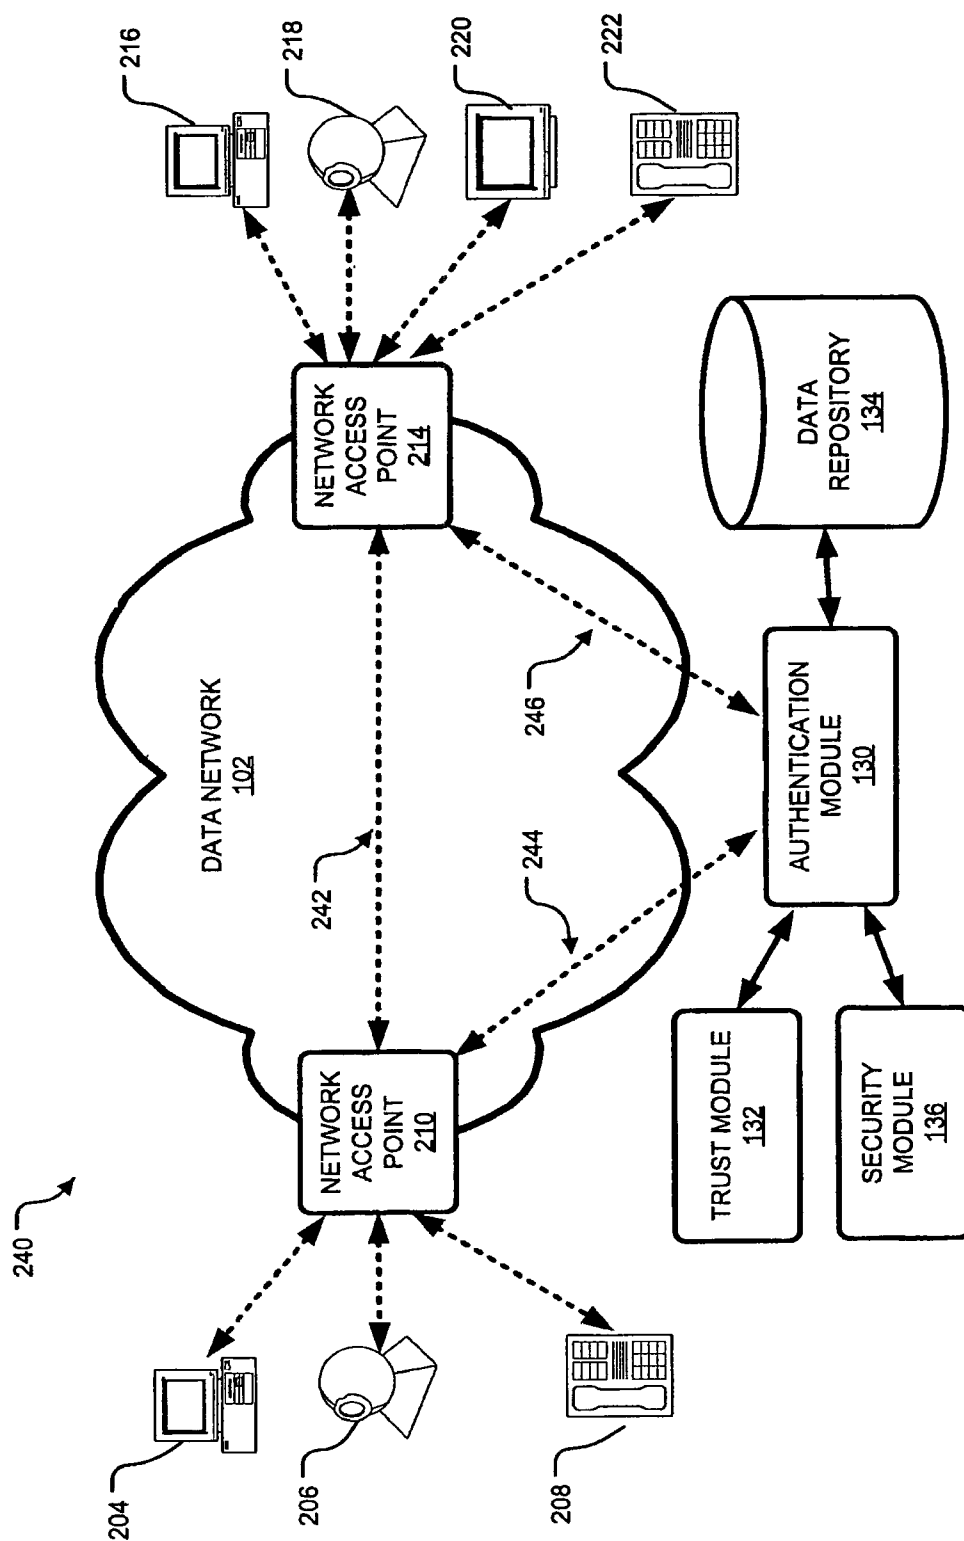 240
204
206
208
NETWORK
ACCESS
POINT
210
DATA NETWORK
102
242
244
246
NETWORK
ACCESS
POINT
214
216
218
220
222
TRUST MODULE
132
SECURITY
MODULE
136
AUTHENTICATION
MODULE
130
DATA
REPOSITORY
134